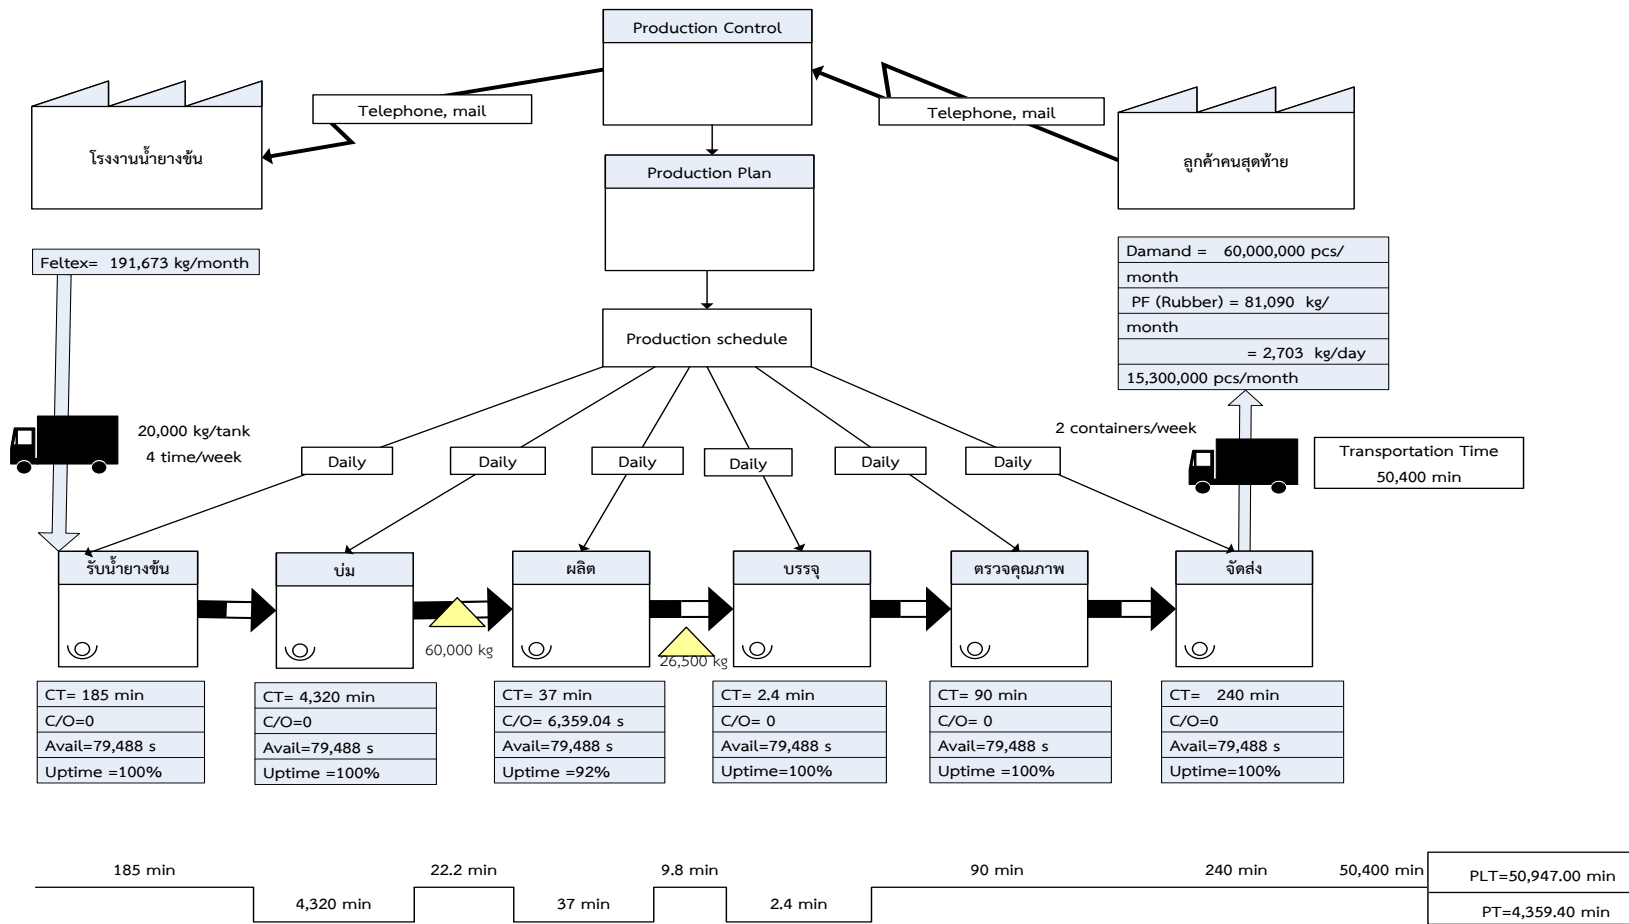 Production Control
Telephone, mail
Telephone, mail
โรงงานน้ำยางข้น
ลูกค้าคนสุดท้าย
Production Plan
Feltex=  191,673 kg/month
Damand =   60,000,000 pcs/
month
PF (Rubber) = 81,090  kg/
month
= 2,703  kg/day
15,300,000 pcs/month
Production schedule
20,000 kg/tank
4 time/week
Daily
Daily
Daily
Daily
Daily
Daily
2 containers/week
Transportation Time
50,400 min
รับน้ำยางข้น
บ่ม
ผลิต
บรรจุ
ตรวจคุณภาพ
จัดส่ง
60,000 kg
26,500 kg
CT= 185 min
C/O=0
Avail=79,488 s
Uptime =100%
CT= 4,320 min
C/O=0
Avail=79,488 s
Uptime =100%
CT= 37 min
C/O= 6,359.04 s
Avail=79,488 s
Uptime =92%
CT= 2.4 min
C/O= 0
Avail=79,488 s
Uptime=100%
CT= 90 min
C/O= 0
Avail=79,488 s
Uptime =100%
CT=   240 min
C/O=0
Avail=79,488 s
Uptime=100%
185 min
22.2 min
9.8 min
90 min
240 min
50,400 min
PLT=50,947.00 min
4,320 min
37 min
2.4 min
PT=4,359.40 min